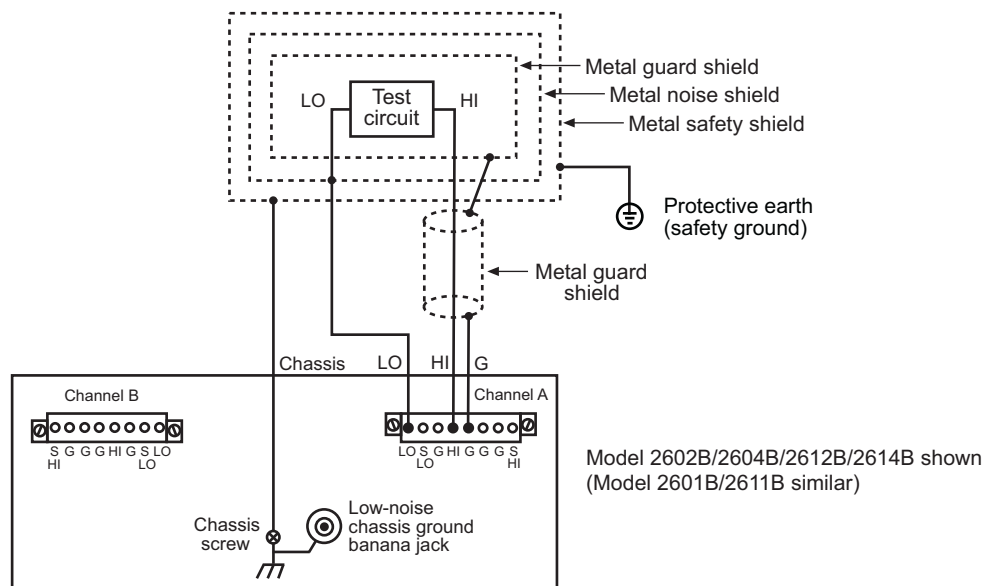 Metal guard shield
Metal noise shield
Metal safety shield
LO
Test
circuit
HI
Protective earth
(safety ground)
Metal guard
shield
Chassis
LO
HI
G
Channel B
Channel A
S G G G HI G S LO
HI LO
LO S G HI G G G S
LO HI
Model 2602B/2604B/2612B/2614B shown
(Model 2601B/2611B similar)
Chassis
screw
Low-noise
chassis ground
banana jack